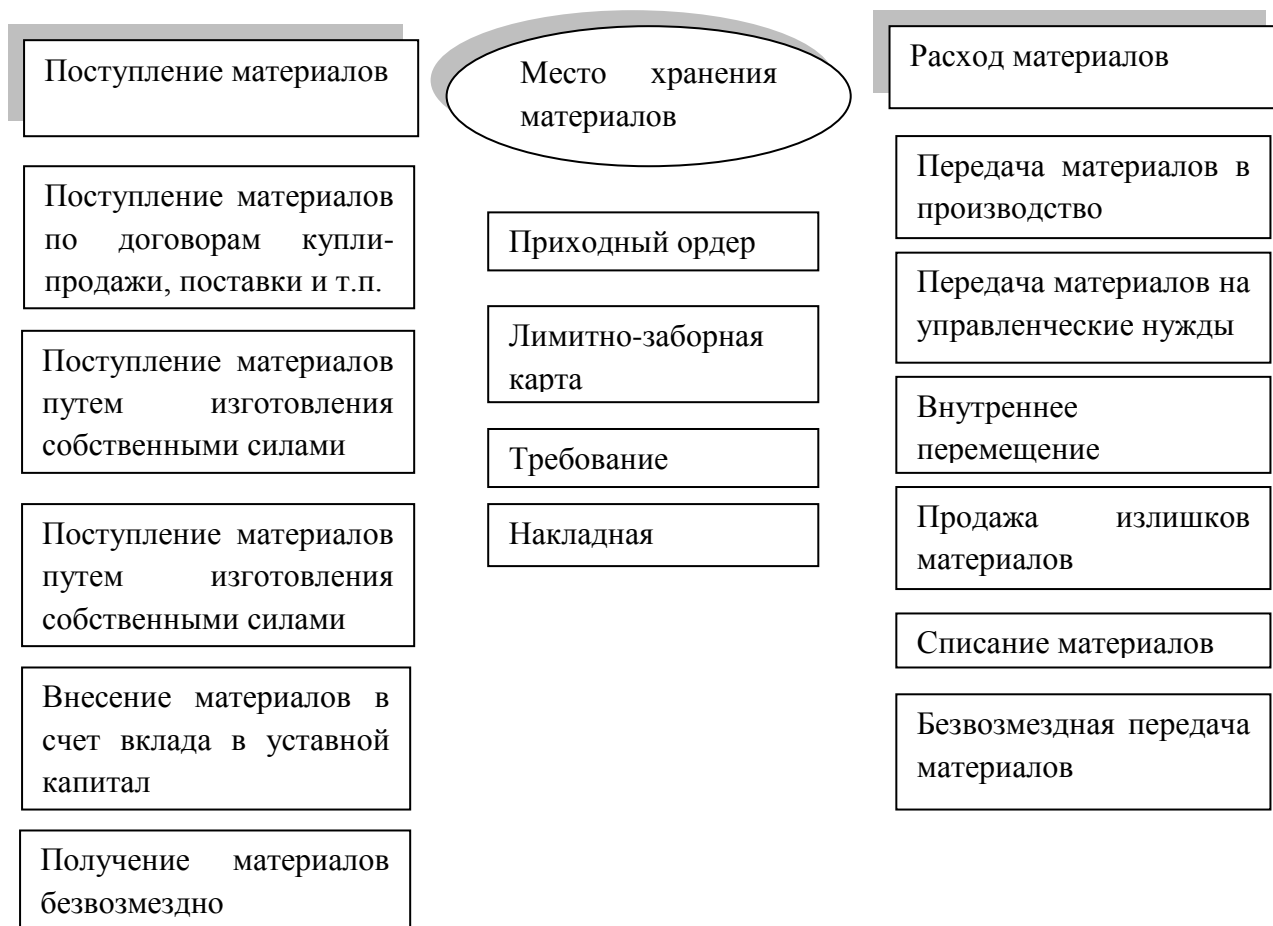 Поступление материалов
Поступление материалов
по договорам купли-
продажи, поставки и т.п.
Поступление материалов
путем изготовления
собственными силами
Поступление материалов
путем изготовления
собственными силами
Внесение материалов в
счет вклада в уставной
капитал
Получение материалов
безвозмездно
Место хранения
материалов
Приходный ордер
Лимитно-заборная
карта
Требование
Накладная
Расход материалов
Передача материалов в
производство
Передача материалов на
управленческие нужды
Внутреннее
перемещение
Продажа излишков
материалов
Списание материалов
Безвозмездная передача
материалов